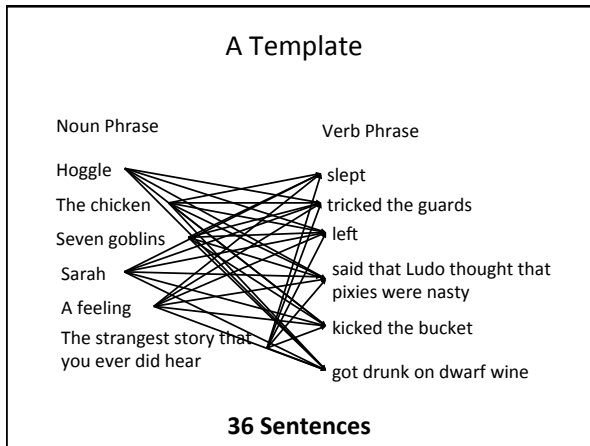 A Template
Noun Phrase
Verb Phrase
Hoggle
The chicken
Seven goblins
Sarah
A feeling
The strangest story that
you ever did hear
slept
tricked the guards
left
said that Ludo thought that
pixies were nasty
kicked the bucket
got drunk on dwarf wine
36 Sentences